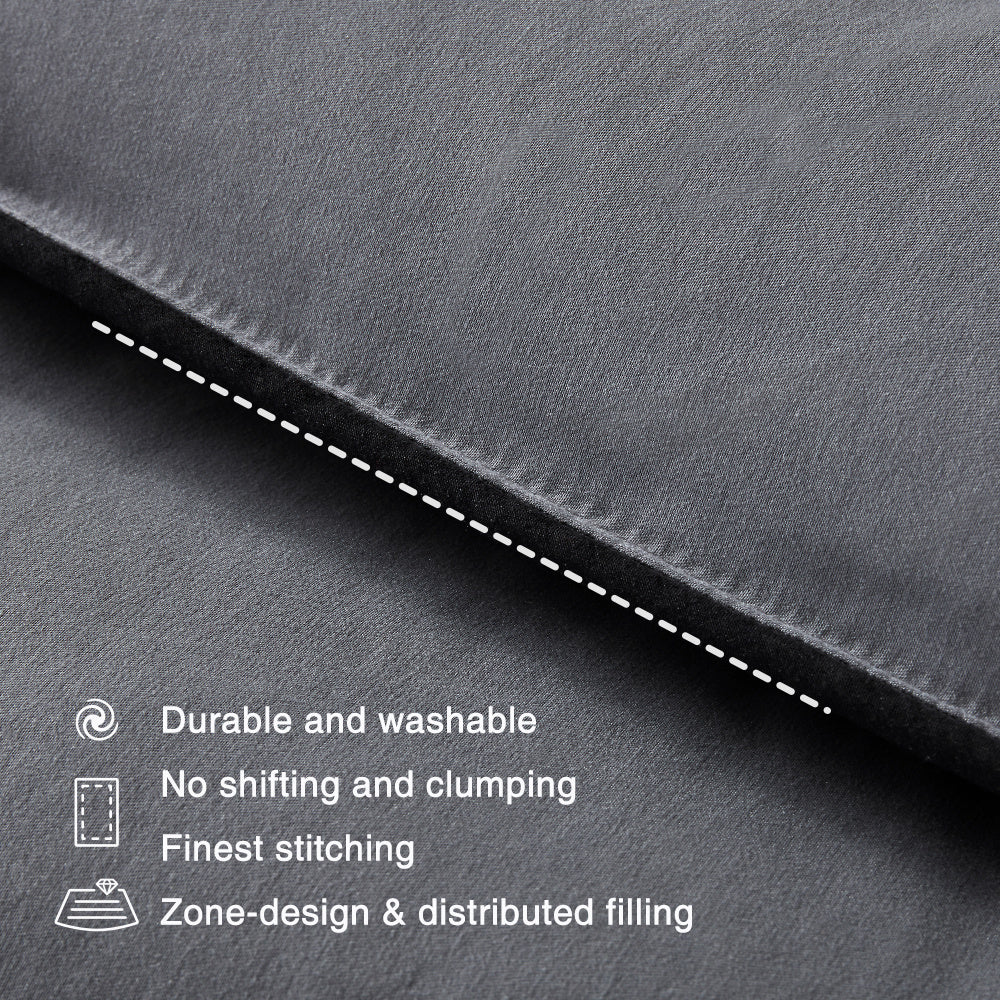 Durable and washable
No shifting and clumping
Finest stitching
Zone-design & distributed filling